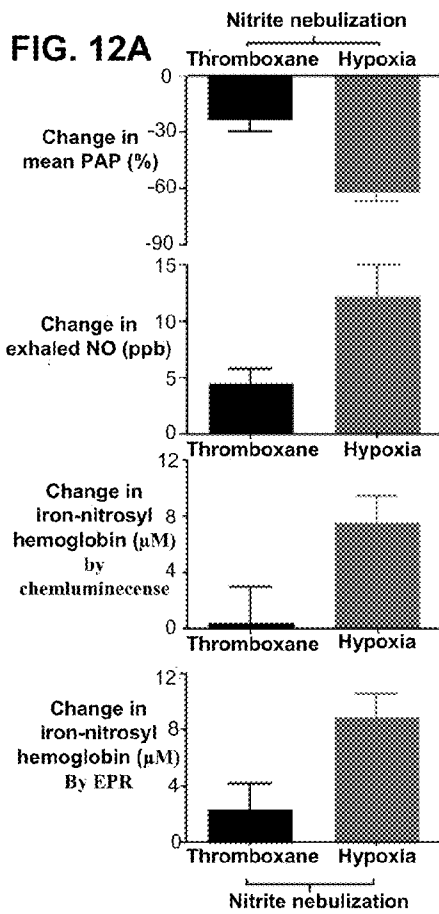 Nitrite nebulization
FIG. 12A
Thromboxane Hypoxia
0
-30
-60
-90
Change in
mean PAP (%)
15
10
5
0
Change in
exhaled NO (ppb)
Thromboxane Hypoxia
12
8
4
0
Change in
iron-nitrosyl
hemoglobin (µM)
by
chemluminecense
Thromboxane Hypoxia
12
8
4
0
Change in
iron-nitrosyl
hemoglobin (µM)
By EPR
Thromboxane Hypoxia
Nitrite nebulization